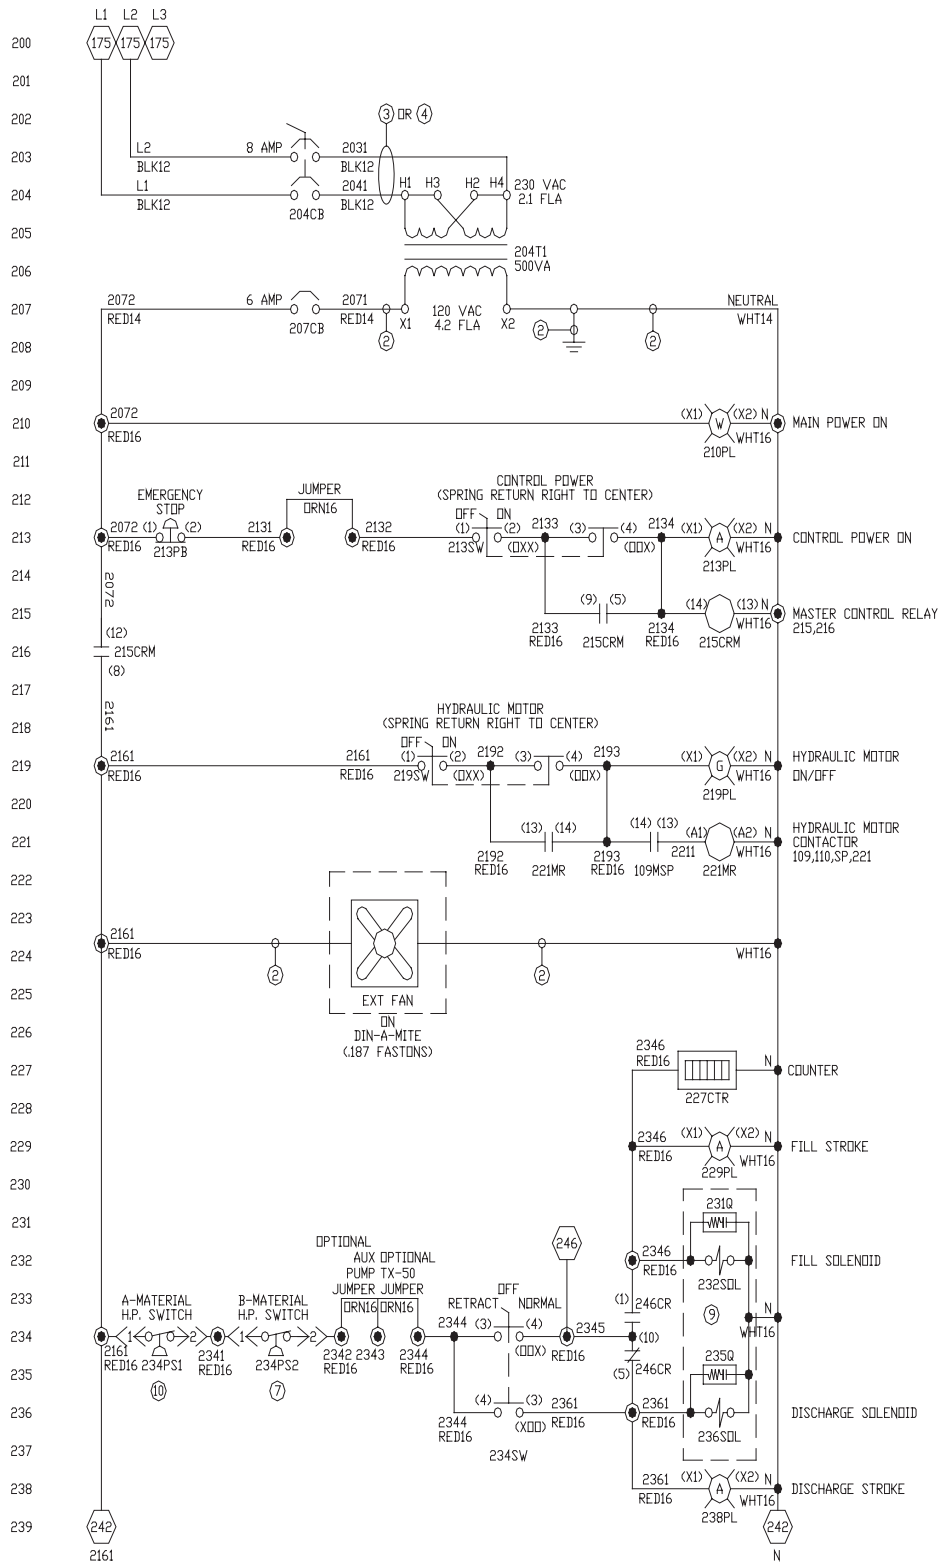 L1 L2 L3
200 175 175 175
201
202 3 OR 4
203 L2 8 AMP 2031
BLK12 BLK12
204 L1 2041 H1 H3 H2 H4 230 VAC
BLK12 204CB BLK12 2.1 FLA
205
204T1
206 500VA
207 2072 6 AMP 2071 120 VAC NEUTRAL
RED14 207CB RED14 X1 4.2 FLA X2 WHT14
208 2 2 2
209
210 2072 (X1) W (X2) N MAIN POWER ON
RED16 210PL WHT16
211
212 EMERGENCY JUMPER CONTROL POWER
STOP ORN16 (SPRING RETURN RIGHT TO CENTER)
OFF ON
213 2072 (1) (2) 2131 2132 (1) (2) 2133 (3) (4) 2134 (X1) A (X2) N CONTROL POWER ON
RED16 213PB RED16 RED16 213SW (OXX) (OOX) 213PL WHT16
214 2072
215 (9) (5) (14) (13) N MASTER CONTROL RELAY
2133 215CRM 2134 215CRM WHT16 215,216
RED16 RED16
216 (12) 215CRM
(8)
217
218 2161 HYDRAULIC MOTOR
(SPRING RETURN RIGHT TO CENTER)
OFF ON
219 2161 2161 (1) (2) 2192 (3) (4) 2193 (X1) G (X2) N HYDRAULIC MOTOR
RED16 RED16 219SW (OXX) (OOX) 219PL WHT16 ON/OFF
220
221 (13) (14) (14) (13) (A1) (A2) N HYDRAULIC MOTOR
CONTACTOR
2192 221MR 2193 109MSP 2211 221MR WHT16 109,110,SP,221
RED16 RED16
222
223
224 2161
RED16 2 2 WHT16
225 EXT FAN
226 ON
DIN-A-MITE
(.187 FASTONS)
227 2346 N COUNTER
RED16 227CTR
228
229 2346 (X1) A (X2) N FILL STROKE
RED16 229PL WHT16
230
231 231Q
232 OPTIONAL 246 2346 FILL SOLENOID
AUX OPTIONAL RED16 232SOL
PUMP TX-50
233 A-MATERIAL B-MATERIAL JUMPER JUMPER OFF (1) 246CR 9 N
H.P. SWITCH H.P. SWITCH ORN16 ORN16 RETRACT NORMAL WHT16
234 1 2 1 2 2344 (3) (4) 2345 (10)
2161 234PS1 2341 234PS2 2342 2343 2344 (OOX) RED16
RED16 RED16 RED16 RED16
235 10 7 (5) 246CR 235Q
236 (4) (3) 2361 2361 DISCHARGE SOLENOID
2344 (XOO) RED16 RED16 236SOL
RED16
237 234SW
238 2361 (X1) A (X2) N DISCHARGE STROKE
RED16 238PL WHT16
239 242 242
2161 N